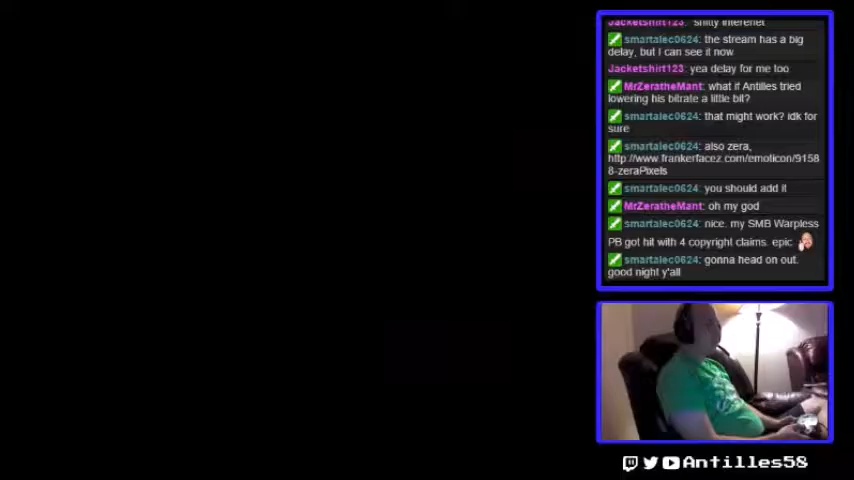 Jacketshirt123: shitty interenet
smartalec0624: the stream has a big
delay, but I can see it now
Jacketshirt123: yea delay for me too
MrZeratheMant: what if Antilles tried
lowering his bitrate a little bit?
smartalec0624: that might work? idk for
sure
smartalec0624: also zera,
http://www.frankerfacez.com/emoticon/9158
8-zeraPixels
smartalec0624: you should add it
MrZeratheMant: oh my god
smartalec0624: nice. my SMB Warpless
PB got hit with 4 copyright claims. epic
smartalec0624: gonna head on out.
good night y'all
Antilles58